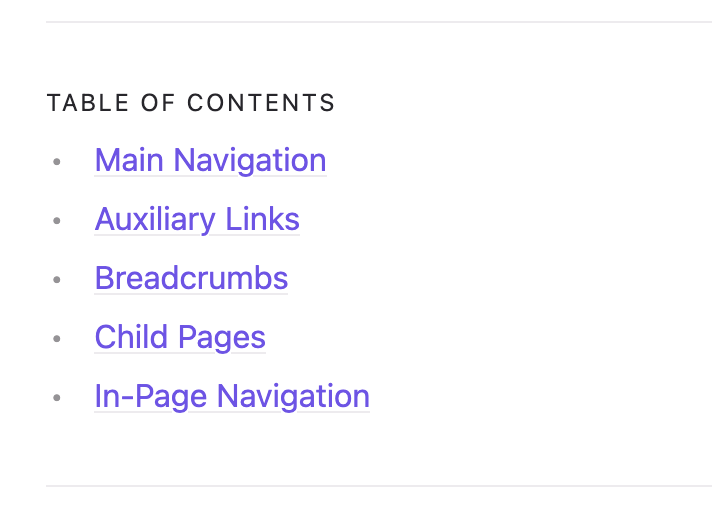 TABLE OF CONTENTS
Main Navigation
Auxiliary Links
Breadcrumbs
Child Pages
In-Page Navigation